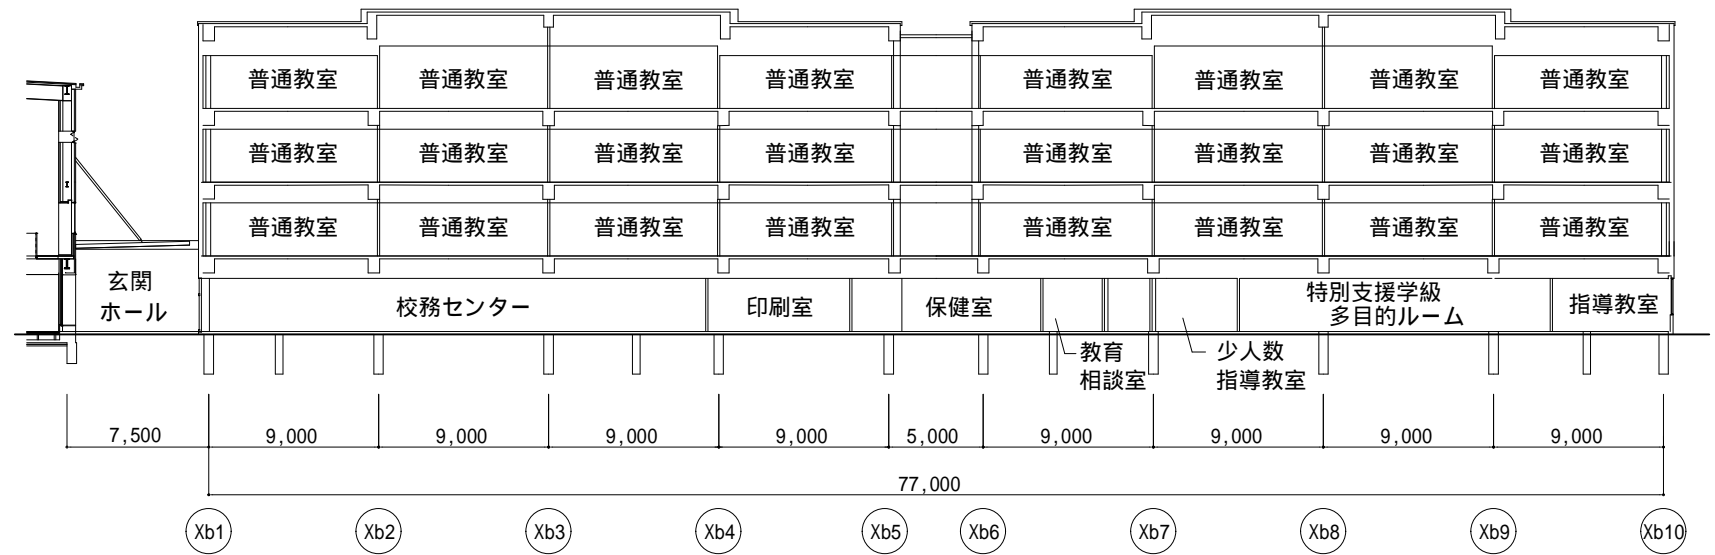 普通教室 普通教室 普通教室 普通教室 普通教室 普通教室 普通教室 普通教室
普通教室 普通教室 普通教室 普通教室 普通教室 普通教室 普通教室 普通教室
普通教室 普通教室 普通教室 普通教室 普通教室 普通教室 普通教室 普通教室
玄関
ホール
校務センター
印刷室
保健室
特別支援学級
多目的ルーム
指導教室
教育
相談室
少人数
指導教室
7,500 9,000 9,000 9,000 9,000 5,000 9,000 9,000 9,000 9,000
77,000
Xb1 Xb2 Xb3 Xb4 Xb5 Xb6 Xb7 Xb8 Xb9 Xb10